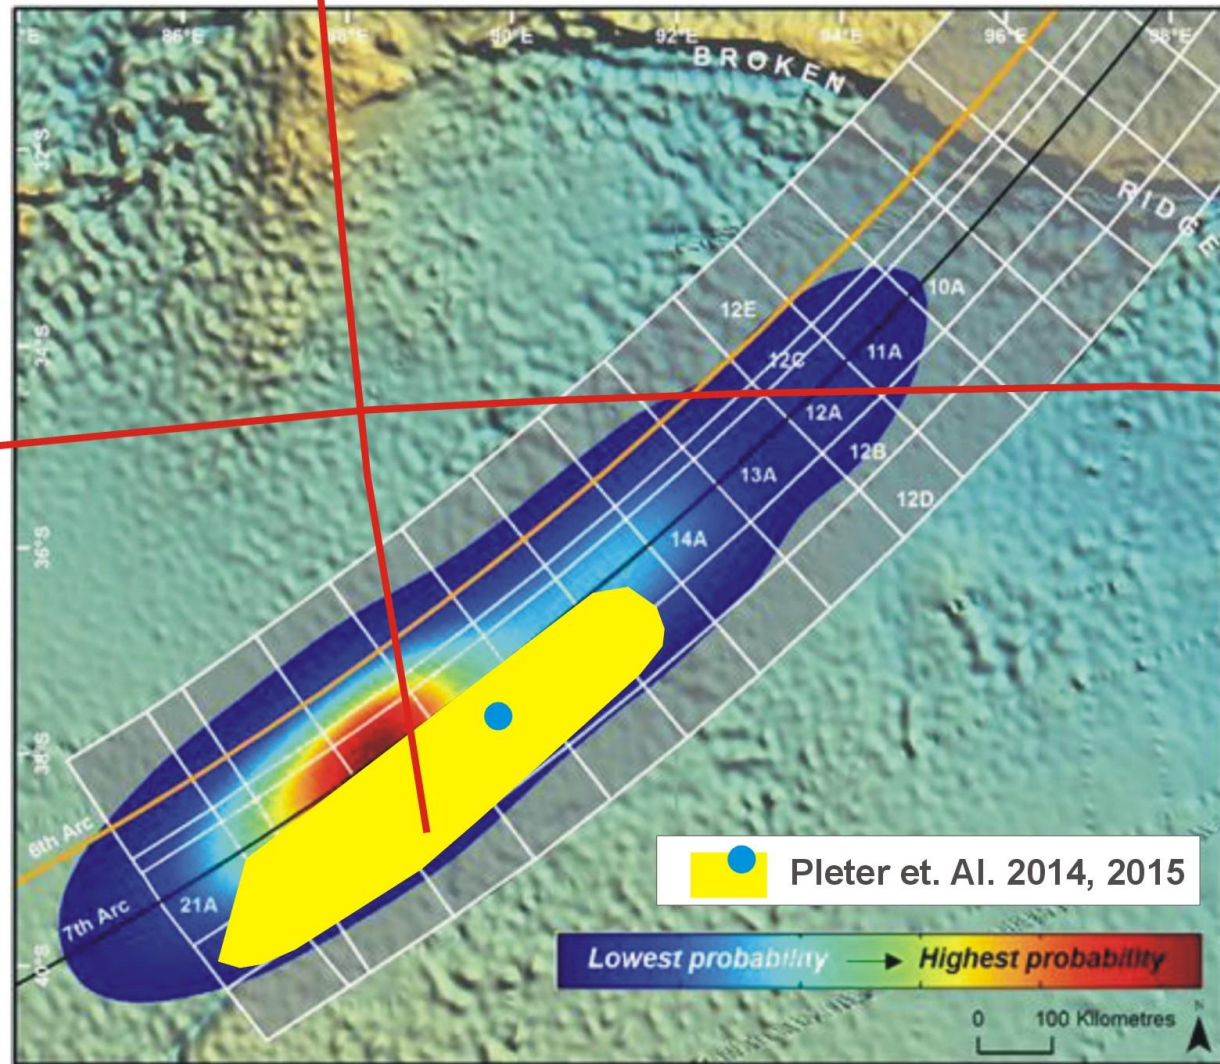 86°E
88°E
90°E
92°E
94°E
96°E
98°E
BROKEN
RIDGE
32°S
34°S
36°S
38°S
40°S
10A
12E
11A
12C
12A
12B
13A
12D
14A
6th Arc
7th Arc
21A
Pleter et. Al. 2014, 2015
Lowest probability
Highest probability
0 100 Kilometres
N